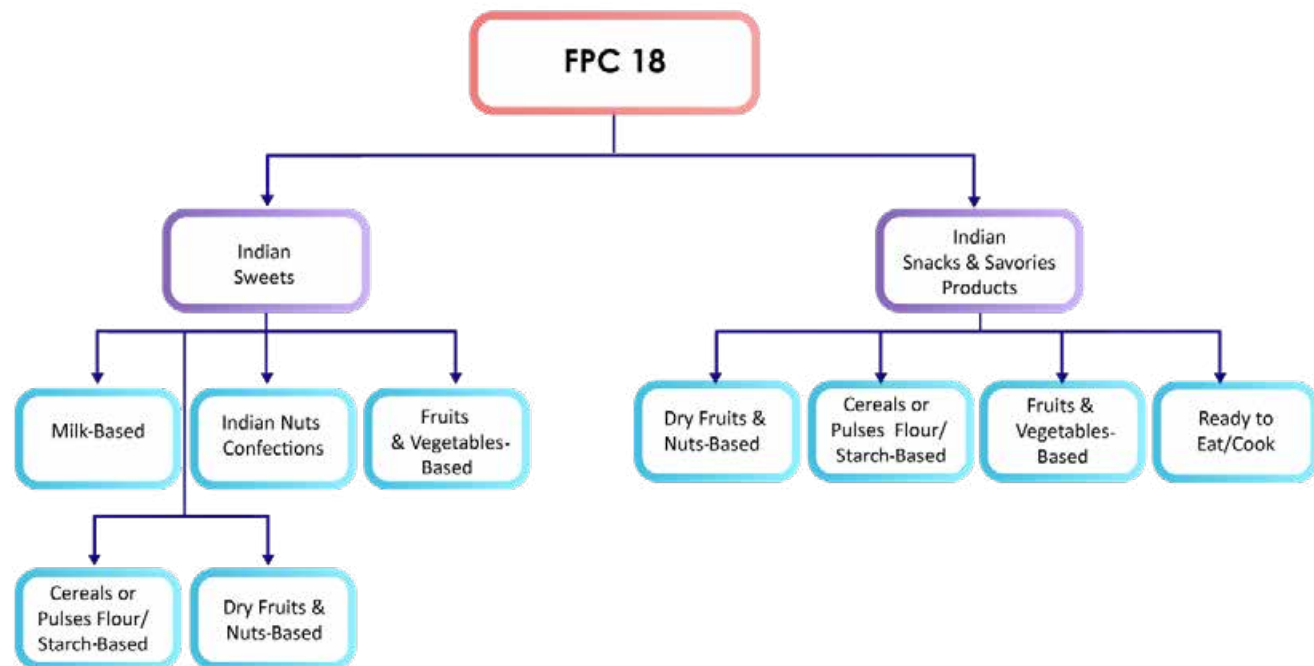 FPC 18
Indian
Sweets
Indian
Snacks & Savories
Products
Milk-Based
Indian Nuts
Confections
Fruits
& Vegetables-
Based
Dry Fruits &
Nuts-Based
Cereals or
Pulses Flour/
Starch-Based
Fruits &
Vegetables-
Based
Ready to
Eat/Cook
Cereals or
Pulses Flour/
Starch-Based
Dry Fruits &
Nuts-Based